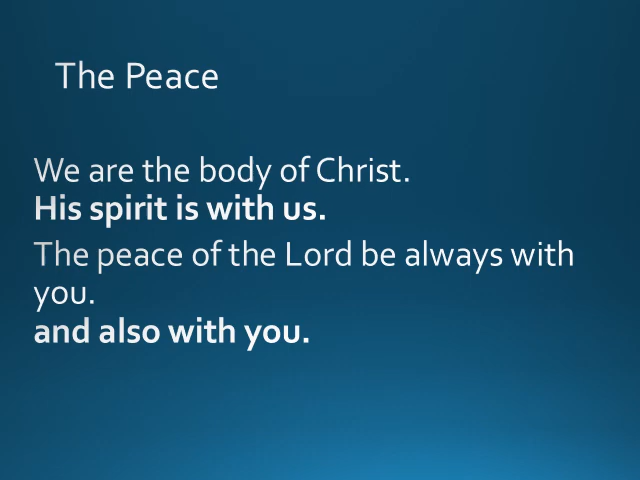 The Peace
We are the body of Christ.
His spirit is with us.
The peace of the Lord be always with
you.
and also with you.